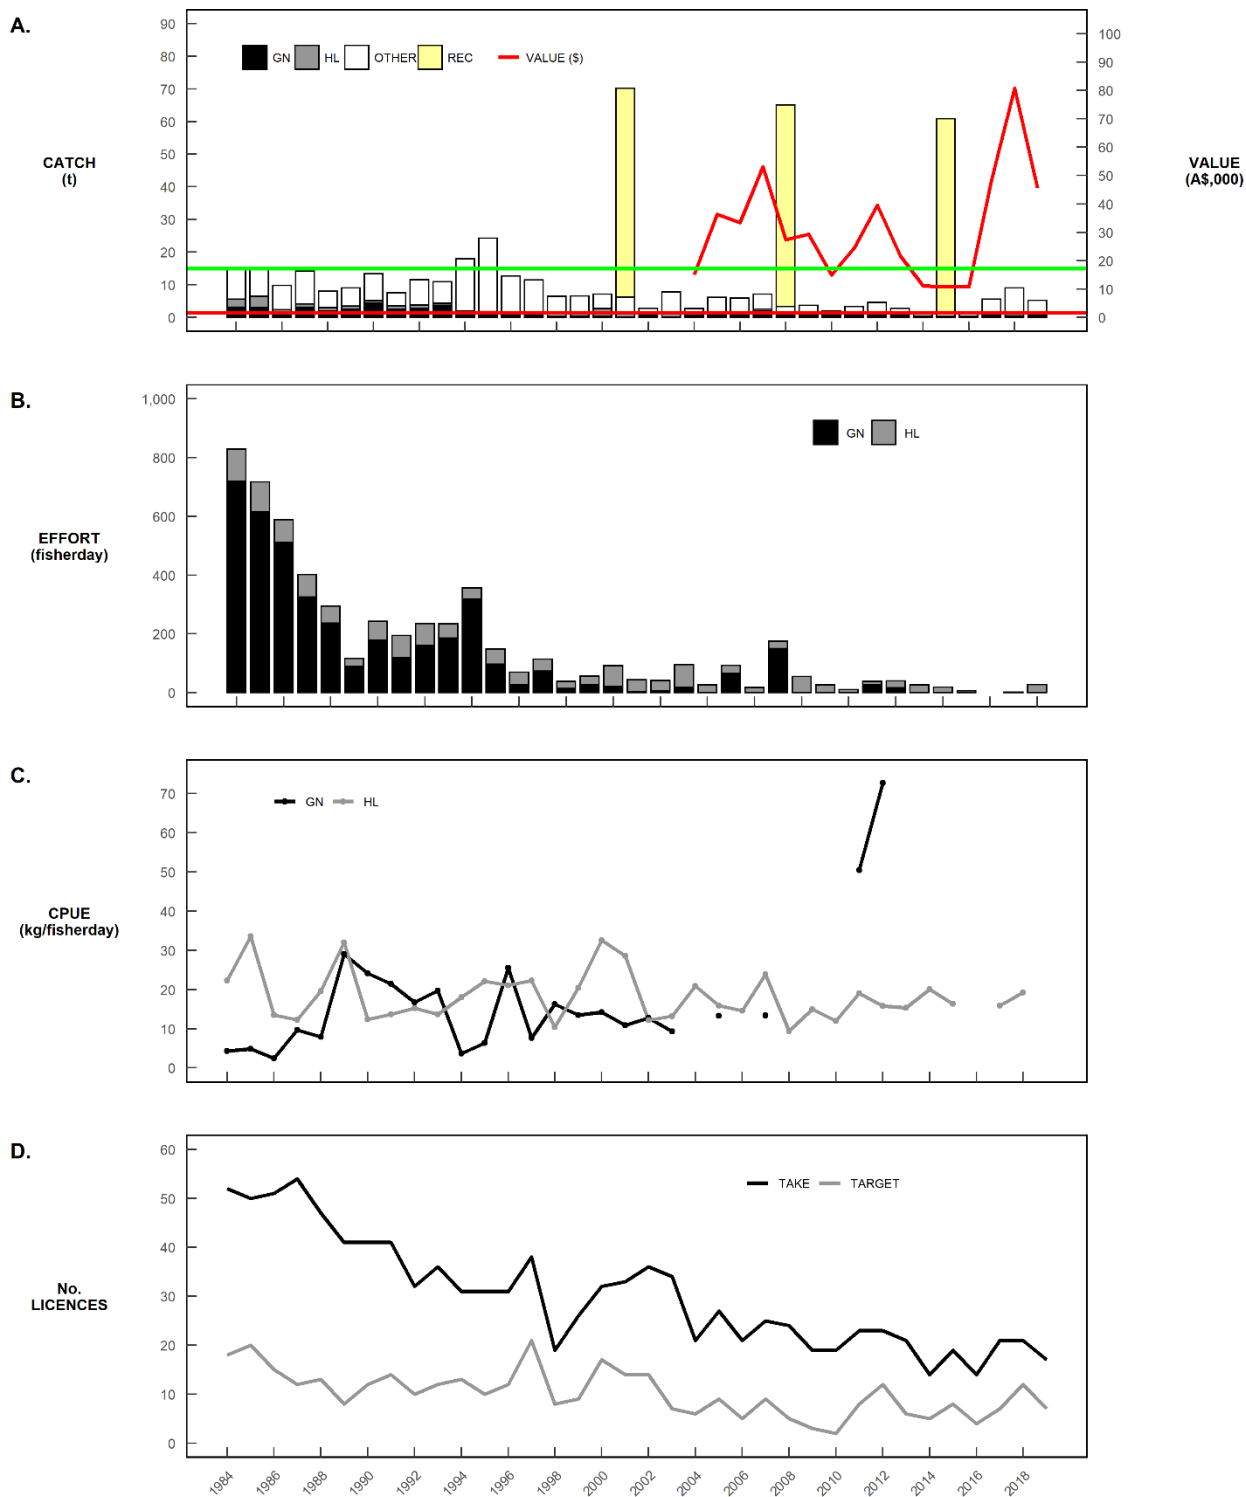 A.
CATCH
(t)
90
80
70
60
50
40
30
20
10
0
GN HL OTHER REC VALUE ($)
100
90
80
70
60
50
40
30
20
10
0
VALUE
(A$,000)
B.
EFFORT
(fisherday)
1,000
800
600
400
200
0
GN HL
C.
CPUE
(kg/fisherday)
70
60
50
40
30
20
10
0
GN HL
D.
No.
LICENCES
60
50
40
30
20
10
0
TAKE TARGET
1984 1986 1988 1990 1992 1994 1996 1998 2000 2002 2004 2006 2008 2010 2012 2014 2016 2018